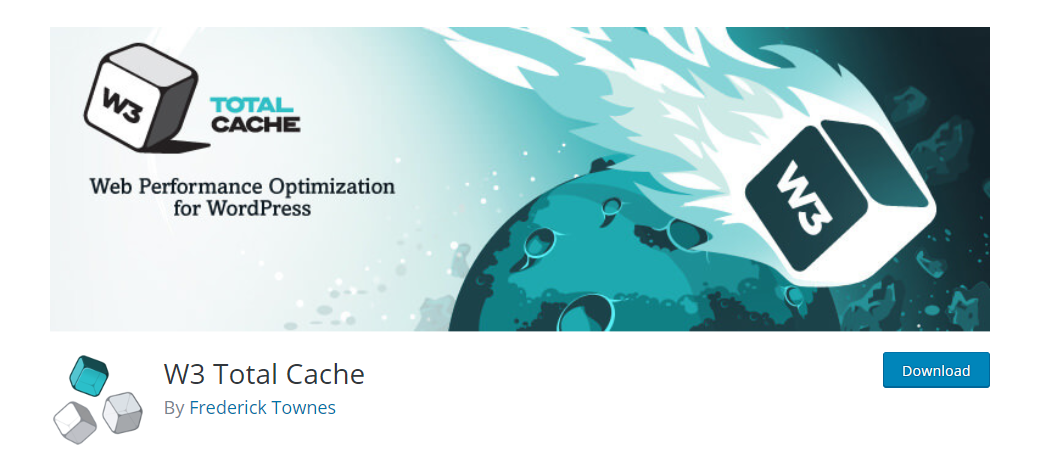 W3
TOTAL
CACHE
Web Performance Optimization
for WordPress
W3
W3 Total Cache
By Frederick Townes
Download